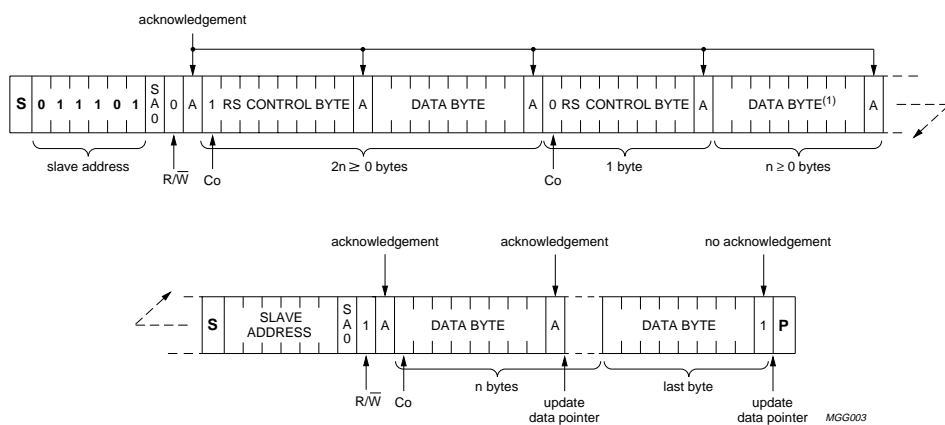 acknowledgement
S 0 1 1 1 0 1 SA0 0 A 1 RS CONTROL BYTE A DATA BYTE A 0 RS CONTROL BYTE A DATA BYTE(1) A
slave address 2n ≥ 0 bytes 1 byte n ≥ 0 bytes
R/W̅ Co Co
acknowledgement acknowledgement no acknowledgement
S SLAVE ADDRESS SA0 1 A DATA BYTE A DATA BYTE 1 P
n bytes last byte
R/W̅ Co update data pointer update data pointer
MGG003